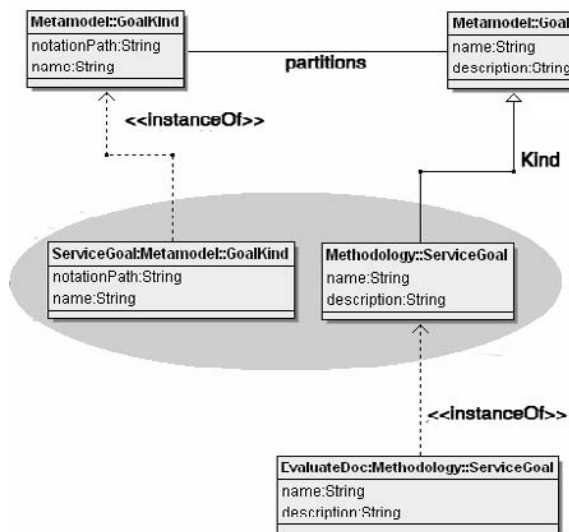 Metamodel::GoalKind
notationPath:String
name:String
Metamodel::Goal
name:String
description:String
partitions
<<instanceOf>>
Kind
ServiceGoal:Metamodel::GoalKind
notationPath:String
name:String
Methodology::ServiceGoal
name:String
description:String
<<instanceOf>>
EvaluateDoc:Methodology::ServiceGoal
name:String
description:String